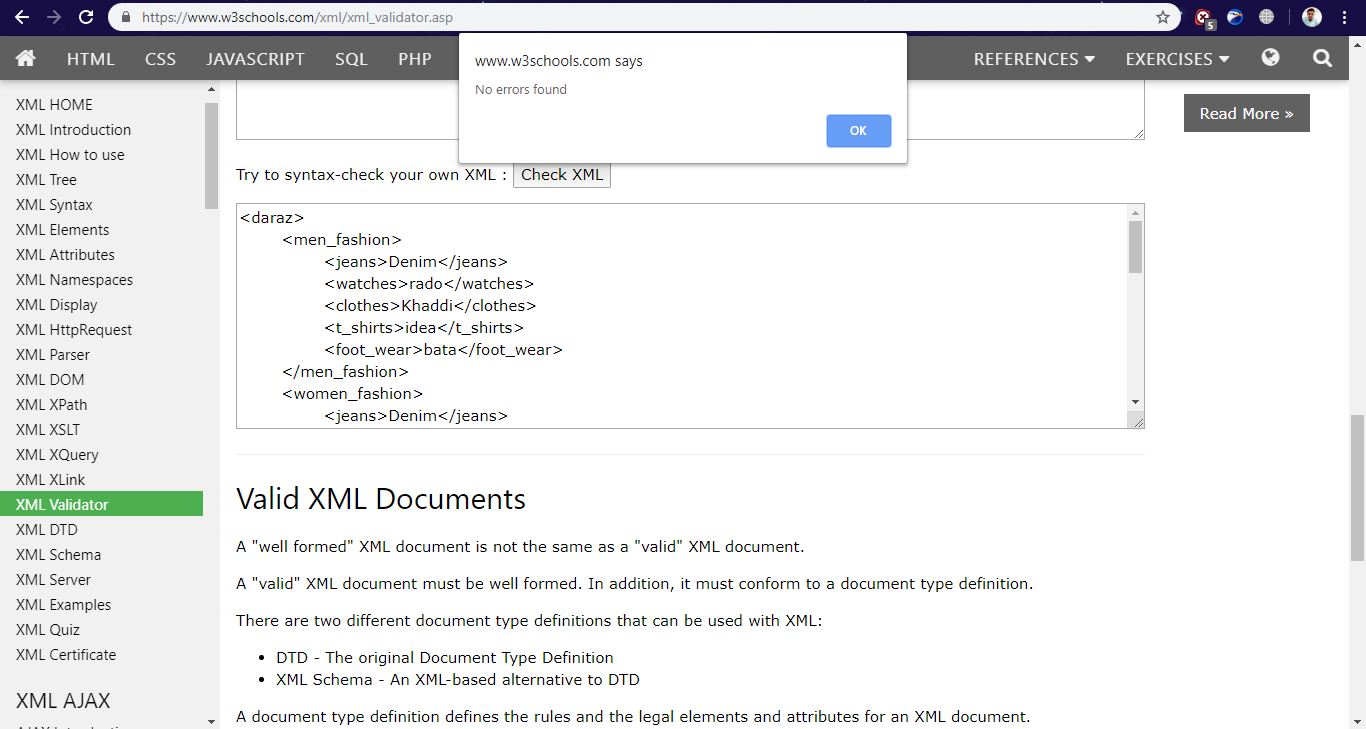 https://www.w3schools.com/xml/xml_validator.asp
5
HTML CSS JAVASCRIPT SQL PHP REFERENCES EXERCISES
www.w3schools.com says
No errors found
OK
XML HOME
XML Introduction
XML How to use
XML Tree
XML Syntax
XML Elements
XML Attributes
XML Namespaces
XML Display
XML HttpRequest
XML Parser
XML DOM
XML XPath
XML XSLT
XML XQuery
XML XLink
XML Validator
XML DTD
XML Schema
XML Server
XML Examples
XML Quiz
XML Certificate
XML AJAX
Try to syntax-check your own XML : Check XML
<daraz>
<men_fashion>
<jeans>Denim</jeans>
<watches>rado</watches>
<clothes>Khaddi</clothes>
<t_shirts>idea</t_shirts>
<foot_wear>bata</foot_wear>
</men_fashion>
<women_fashion>
<jeans>Denim</jeans>
Valid XML Documents
A "well formed" XML document is not the same as a "valid" XML document.
A "valid" XML document must be well formed. In addition, it must conform to a document type definition.
There are two different document type definitions that can be used with XML:
• DTD - The original Document Type Definition
• XML Schema - An XML-based alternative to DTD
A document type definition defines the rules and the legal elements and attributes for an XML document.
Read More »